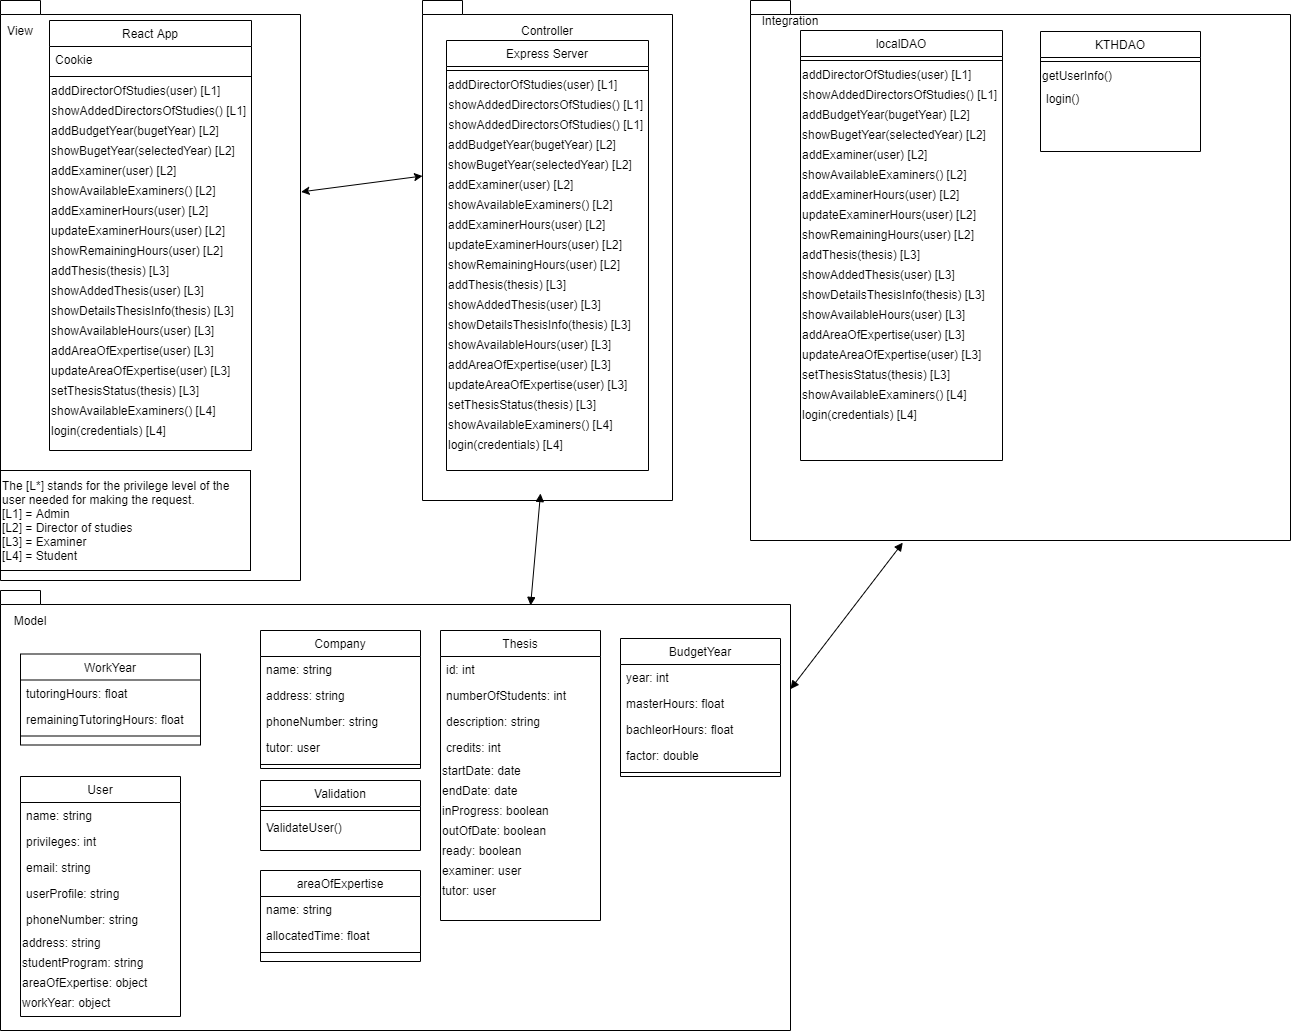 View
React App
Cookie
addDirectorOfStudies(user) [L1]
showAddedDirectorsOfStudies() [L1]
addBudgetYear(bugetYear) [L2]
showBugetYear(selectedYear) [L2]
addExaminer(user) [L2]
showAvailableExaminers() [L2]
addExaminerHours(user) [L2]
updateExaminerHours(user) [L2]
showRemainingHours(user) [L2]
addThesis(thesis) [L3]
showAddedThesis(user) [L3]
showDetailsThesisInfo(thesis) [L3]
showAvailableHours(user) [L3]
addAreaOfExpertise(user) [L3]
updateAreaOfExpertise(user) [L3]
setThesisStatus(thesis) [L3]
showAvailableExaminers() [L4]
login(credentials) [L4]
The [L*] stands for the privilege level of the
user needed for making the request.
[L1] = Admin
[L2] = Director of studies
[L3] = Examiner
[L4] = Student
Controller
Express Server
addDirectorOfStudies(user) [L1]
showAddedDirectorsOfStudies() [L1]
showAddedDirectorsOfStudies() [L1]
addBudgetYear(bugetYear) [L2]
showBugetYear(selectedYear) [L2]
addExaminer(user) [L2]
showAvailableExaminers() [L2]
addExaminerHours(user) [L2]
updateExaminerHours(user) [L2]
showRemainingHours(user) [L2]
addThesis(thesis) [L3]
showAddedThesis(user) [L3]
showDetailsThesisInfo(thesis) [L3]
showAvailableHours(user) [L3]
addAreaOfExpertise(user) [L3]
updateAreaOfExpertise(user) [L3]
setThesisStatus(thesis) [L3]
showAvailableExaminers() [L4]
login(credentials) [L4]
Integration
localDAO
addDirectorOfStudies(user) [L1]
showAddedDirectorsOfStudies() [L1]
addBudgetYear(bugetYear) [L2]
showBugetYear(selectedYear) [L2]
addExaminer(user) [L2]
showAvailableExaminers() [L2]
addExaminerHours(user) [L2]
updateExaminerHours(user) [L2]
showRemainingHours(user) [L2]
addThesis(thesis) [L3]
showAddedThesis(user) [L3]
showDetailsThesisInfo(thesis) [L3]
showAvailableHours(user) [L3]
addAreaOfExpertise(user) [L3]
updateAreaOfExpertise(user) [L3]
setThesisStatus(thesis) [L3]
showAvailableExaminers() [L4]
login(credentials) [L4]
KTHDAO
getUserInfo()
login()
Model
WorkYear
tutoringHours: float
remainingTutoringHours: float
User
name: string
privileges: int
email: string
userProfile: string
phoneNumber: string
address: string
studentProgram: string
areaOfExpertise: object
workYear: object
Company
name: string
address: string
phoneNumber: string
tutor: user
Validation
ValidateUser()
areaOfExpertise
name: string
allocatedTime: float
Thesis
id: int
numberOfStudents: int
description: string
credits: int
startDate: date
endDate: date
inProgress: boolean
outOfDate: boolean
ready: boolean
examiner: user
tutor: user
BudgetYear
year: int
masterHours: float
bachleorHours: float
factor: double